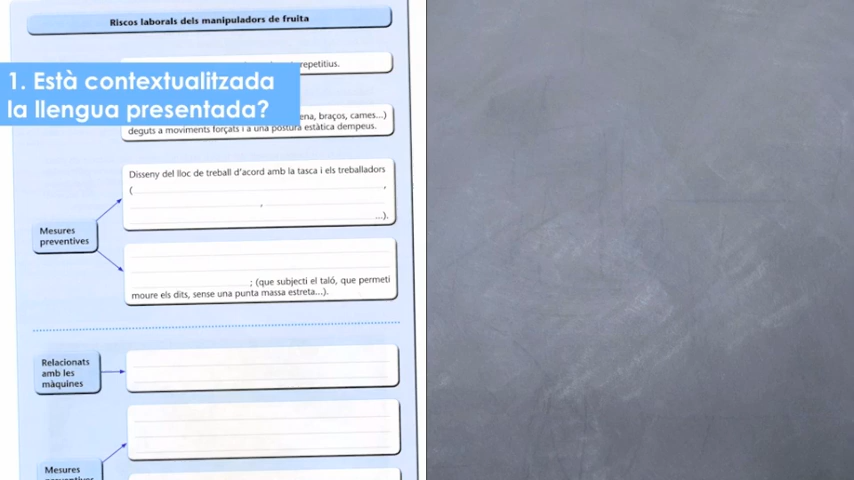 Riscos laborals dels manipuladors de fruita
repetitius.
1. Està contextualitzada
la llengua presentada?
braços, cames...)
deguts a moviments forçats i a una postura estàtica dempeus.
Disseny del lloc de treball d'acord amb la tasca i els treballadors
(
,
,
...).
Mesures
preventives
; (que subjecti el taló, que permeti
moure els dits, sense una punta massa estreta...).
Relacionats
amb les
màquines
Mesures